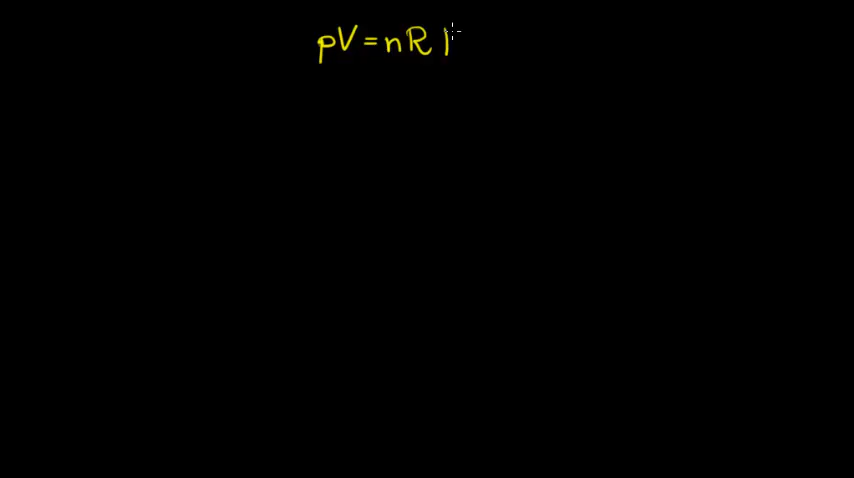 pV = nR